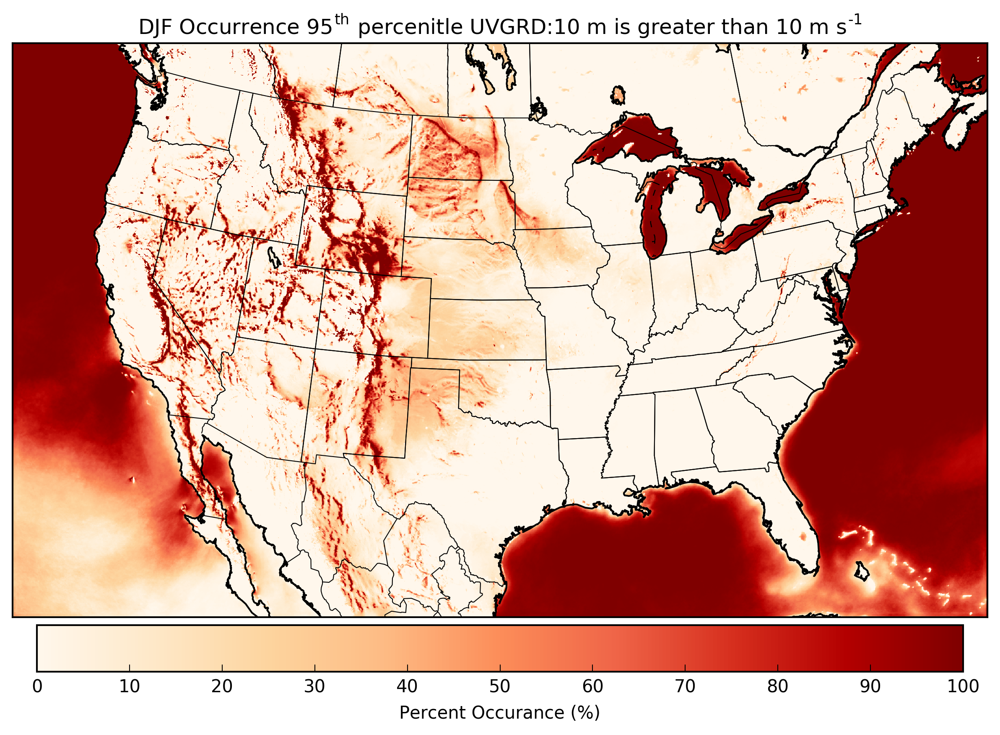 DJF Occurrence 95th percenitle UVGRD:10 m is greater than 10 m s-1
0 10 20 30 40 50 60 70 80 90 100
Percent Occurance (%)